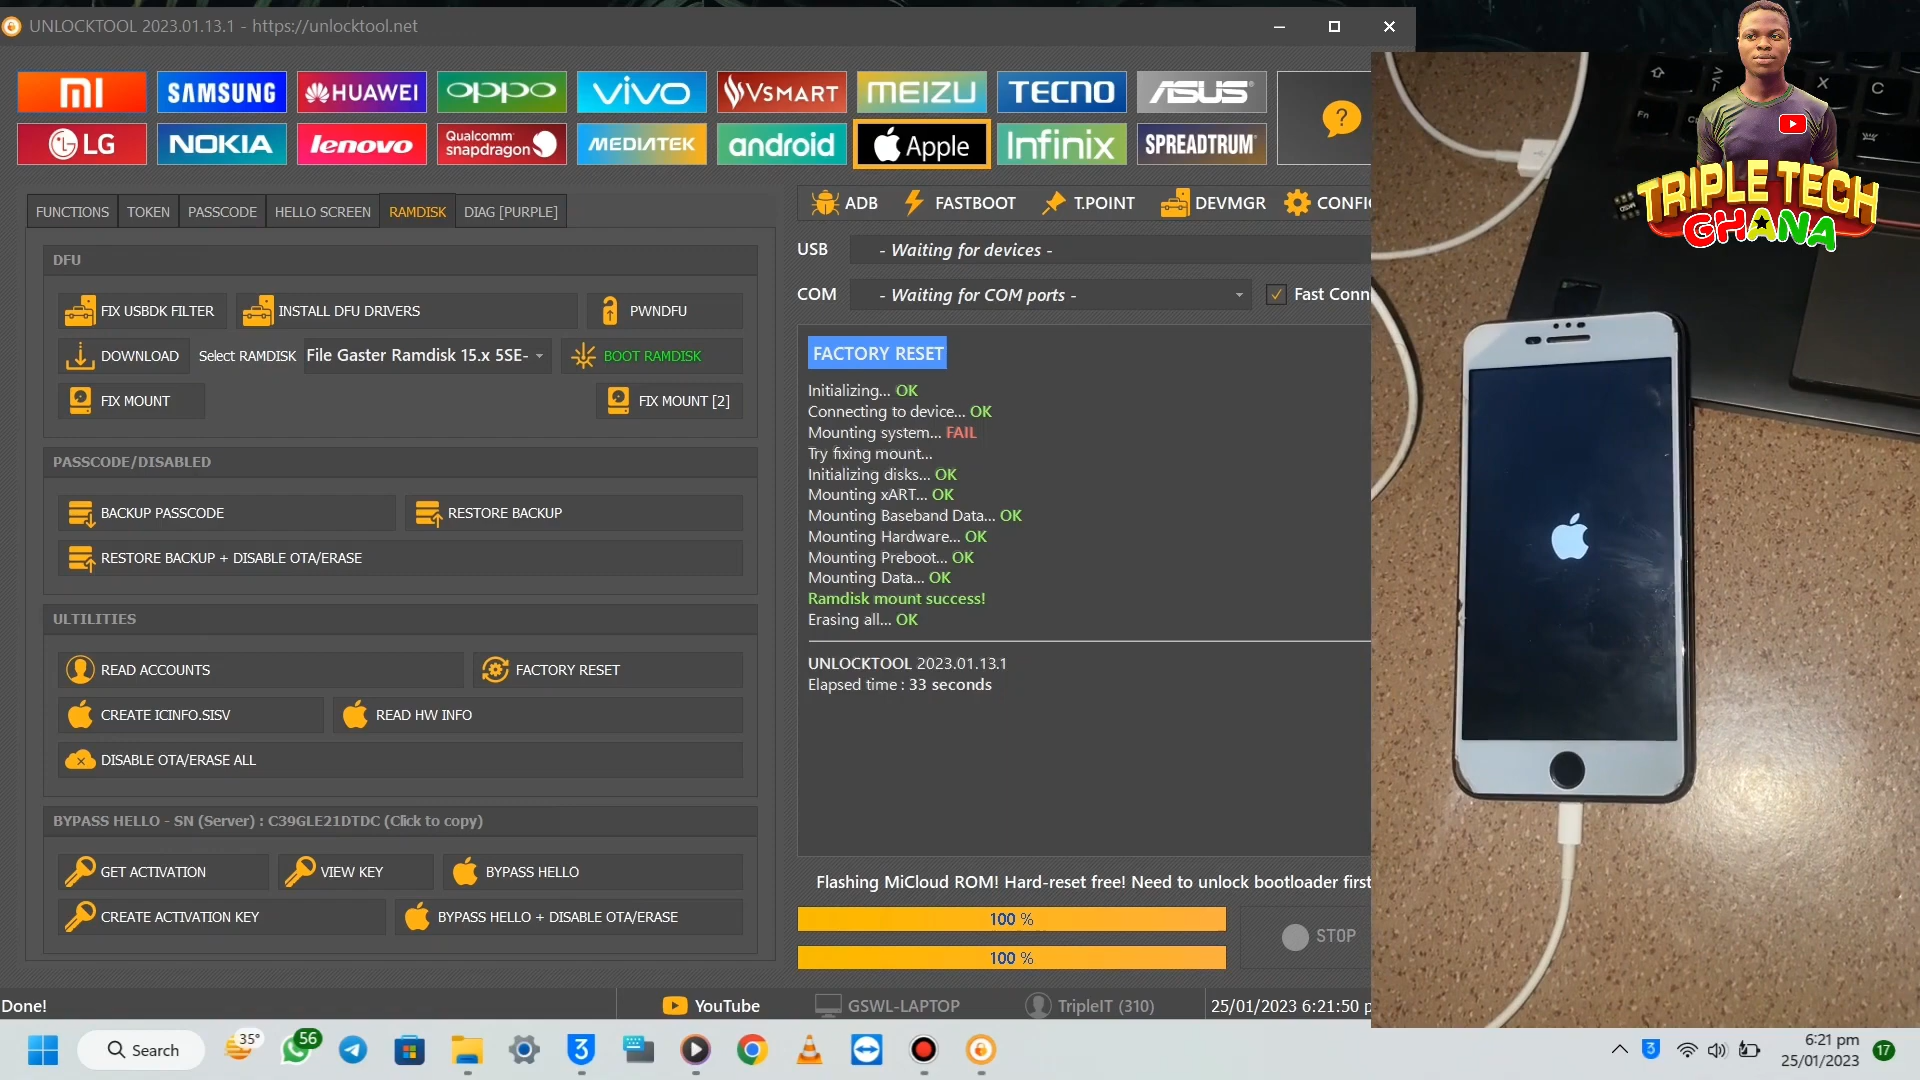 UNLOCKTOOL 2023.01.13.1 - https://unlocktool.net
MI SAMSUNG HUAWEI oppo vivo VSMART MEIZU TECNO ASUS ?
LG NOKIA lenovo Qualcomm snapdragon MEDIATEK android Apple Infinix SPREADTRUM
FUNCTIONS TOKEN PASSCODE HELLO SCREEN RAMDISK DIAG [PURPLE]
DFU
FIX USBDK FILTER INSTALL DFU DRIVERS PWNDFU
DOWNLOAD Select RAMDISK File Gaster Ramdisk 15.x 5SE- BOOT RAMDISK
FIX MOUNT FIX MOUNT [2]
PASSCODE/DISABLED
BACKUP PASSCODE RESTORE BACKUP
RESTORE BACKUP + DISABLE OTA/ERASE
ULTILITIES
READ ACCOUNTS FACTORY RESET
CREATE ICINFO.SISV READ HW INFO
DISABLE OTA/ERASE ALL
BYPASS HELLO - SN (Server) : C39GLE21DTDC (Click to copy)
GET ACTIVATION VIEW KEY BYPASS HELLO
CREATE ACTIVATION KEY BYPASS HELLO + DISABLE OTA/ERASE
ADB FASTBOOT T.POINT DEVMGR CONFIG
USB - Waiting for devices -
COM - Waiting for COM ports - Fast Conn
FACTORY RESET
Initializing... OK
Connecting to device... OK
Mounting system... FAIL
Try fixing mount...
Initializing disks... OK
Mounting xART... OK
Mounting Baseband Data... OK
Mounting Hardware... OK
Mounting Preboot... OK
Mounting Data... OK
Ramdisk mount success!
Erasing all... OK
UNLOCKTOOL 2023.01.13.1
Elapsed time : 33 seconds
Flashing MiCloud ROM! Hard-reset free! Need to unlock bootloader first
100 %
100 %
STOP
Done! YouTube GSWL-LAPTOP TripleIT (310) 25/01/2023 6:21:50 p
TRIPLE TECH
GHANA
X C
Fn
35° 56
Search
3
3
6:21 pm
25/01/2023
17